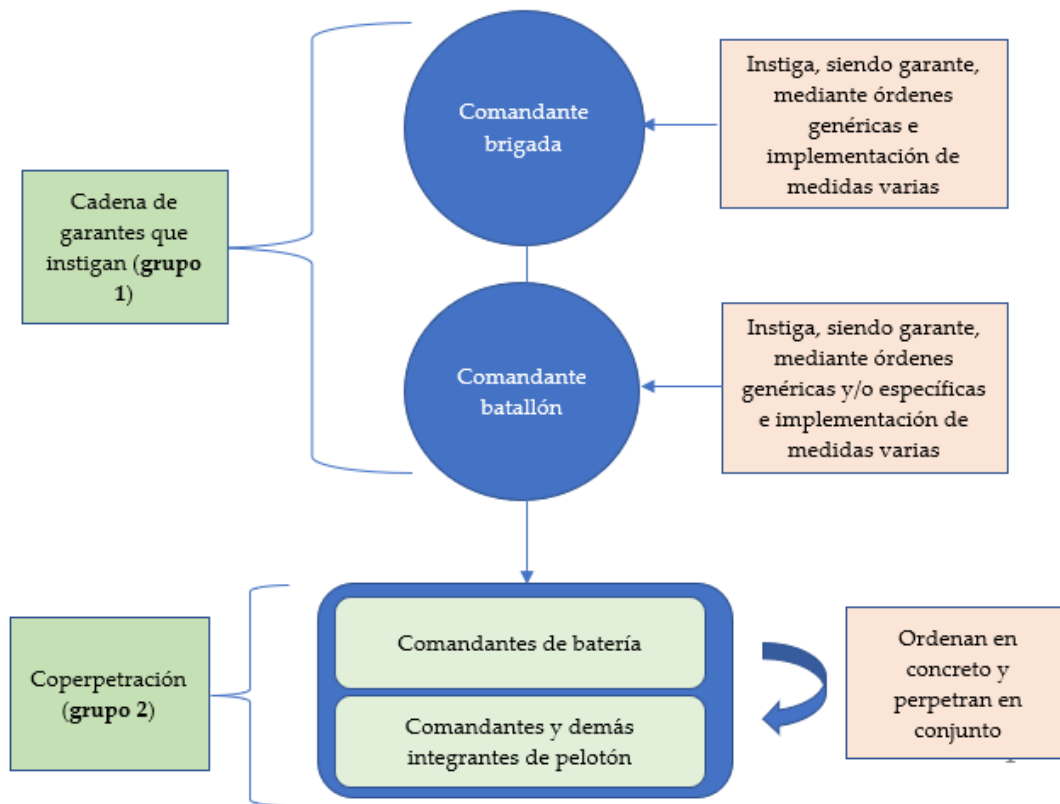 Comandante
brigada
Instiga, siendo garante,
mediante órdenes
genéricas e
implementación de
medidas varias
Cadena de
garantes que
instigan (grupo
1)
Comandante
batallón
Instiga, siendo garante,
mediante órdenes
genéricas y/o específicas
e implementación de
medidas varias
Coperpetración
(grupo 2)
Comandantes de batería
Comandantes y demás
integrantes de pelotón
Ordenan en
concreto y
perpetran en
conjunto